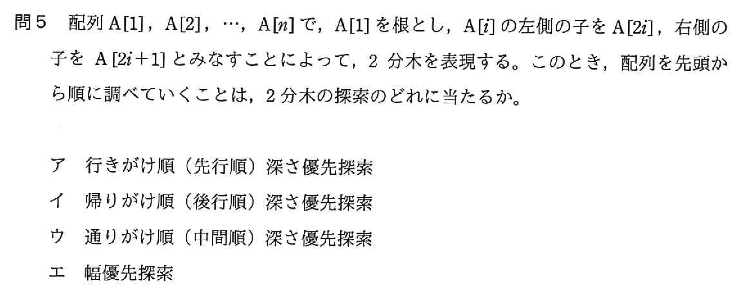 問5 配列 A[1],A[2],…,A[n]で,A[1]を根とし,A[i]の左側の子をA[2i],右側の
子を A[2i+1]とみなすことによって,2 分木を表現する。このとき,配列を先頭か
ら順に調べていくことは,2 分木の探索のどれに当たるか。
ア 行きがけ順(先行順)深さ優先探索
イ 帰りがけ順(後行順)深さ優先探索
ウ 通りがけ順(中間順)深さ優先探索
エ 幅優先探索